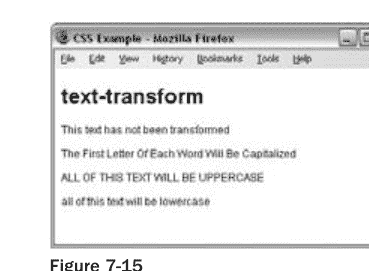 CSS Example - Mozilla Firefox
File Edit View History Bookmarks Tools Help
text-transform
This text has not been transformed
The First Letter Of Each Word Will Be Capitalized
ALL OF THIS TEXT WILL BE UPPERCASE
all of this text will be lowercase
Figure 7-15